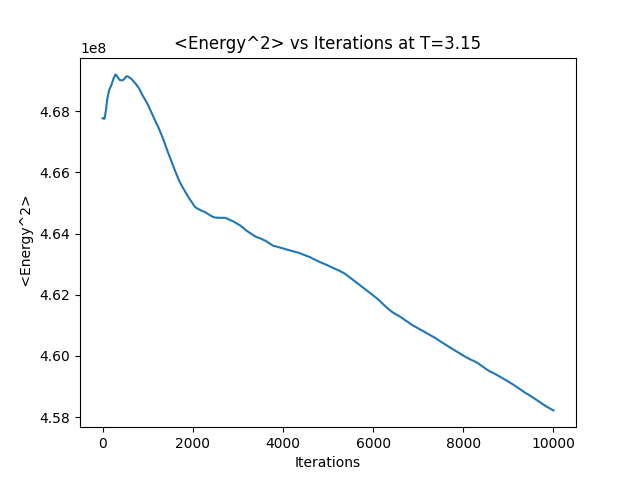 <Energy^2> vs Iterations at T=3.15
1e8
4.68
4.66
4.64
4.62
4.60
4.58
<Energy^2>
0 2000 4000 6000 8000 10000
Iterations